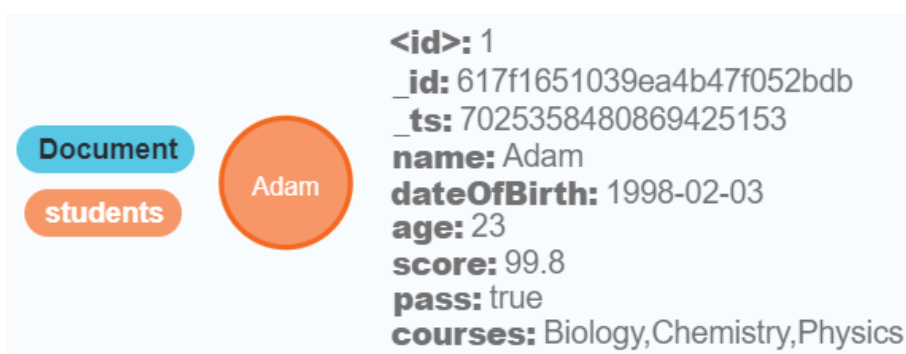 Document
students
Adam
<id>: 1
_id: 617f1651039ea4b47f052bdb
_ts: 7025358480869425153
name: Adam
dateOfBirth: 1998-02-03
age: 23
score: 99.8
pass: true
courses: Biology,Chemistry,Physics